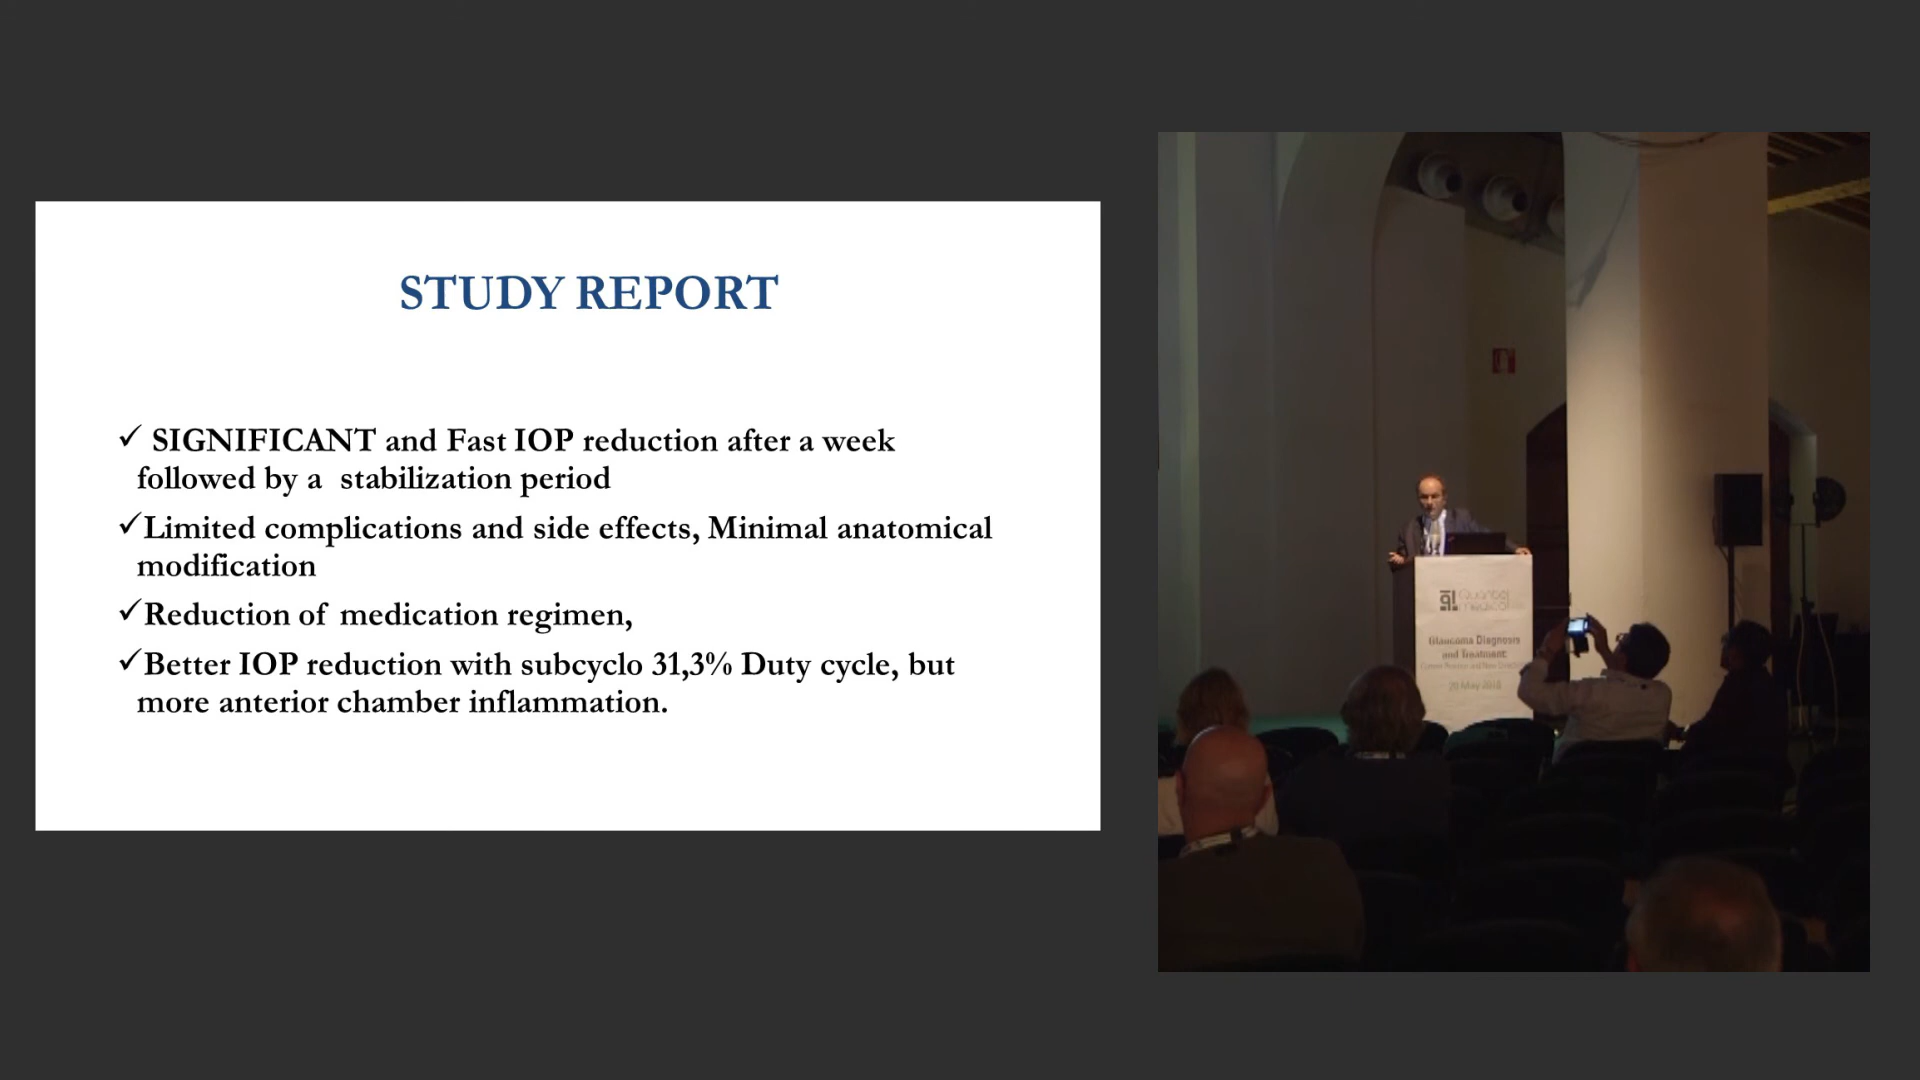 STUDY REPORT
✓ SIGNIFICANT and Fast IOP reduction after a week
followed by a stabilization period
✓Limited complications and side effects, Minimal anatomical
modification
✓Reduction of medication regimen,
✓Better IOP reduction with subcyclo 31,3% Duty cycle, but
more anterior chamber inflammation.
Quantel
medical
Glaucoma Diagnosis
and Treatment: